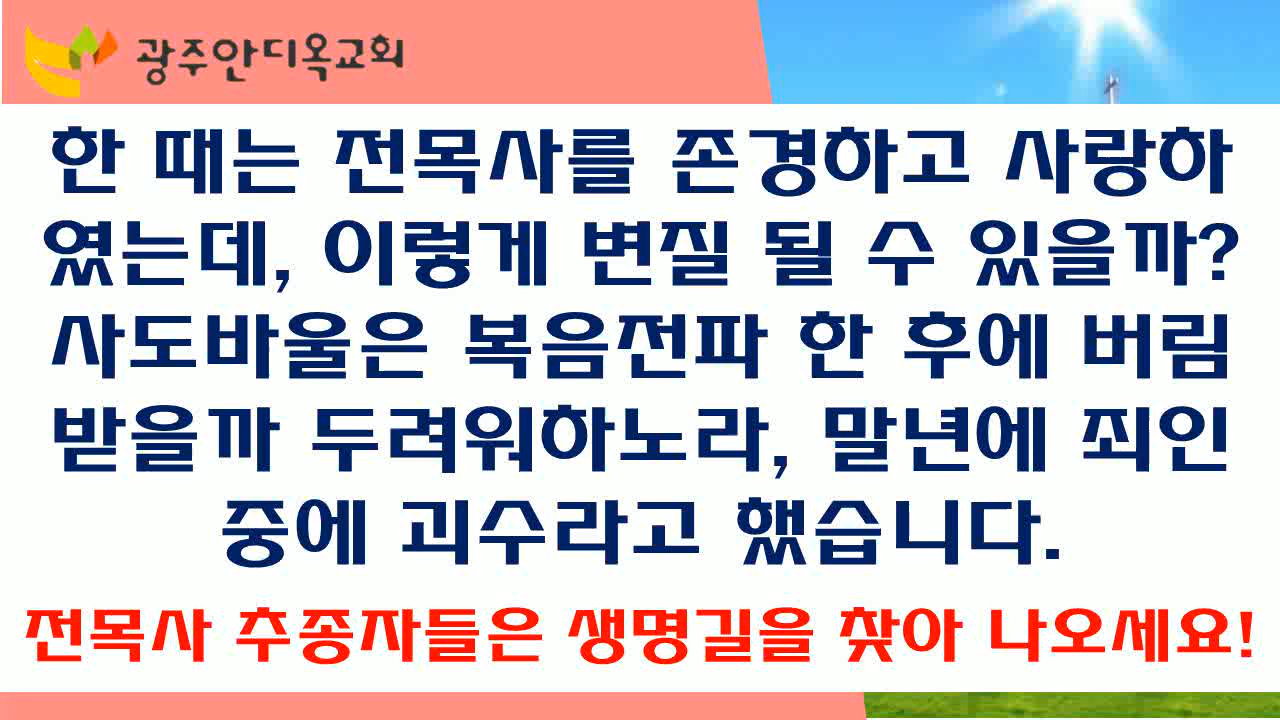 광주안디옥교회
한 때는 전목사를 존경하고 사랑하
였는데, 이렇게 변질 될 수 있을까?
사도바울은 복음전파 한 후에 버림
받을까 두려워하노라, 말년에 죄인
중에 괴수라고 했습니다.
전목사 추종자들은 생명길을 찾아 나오세요!